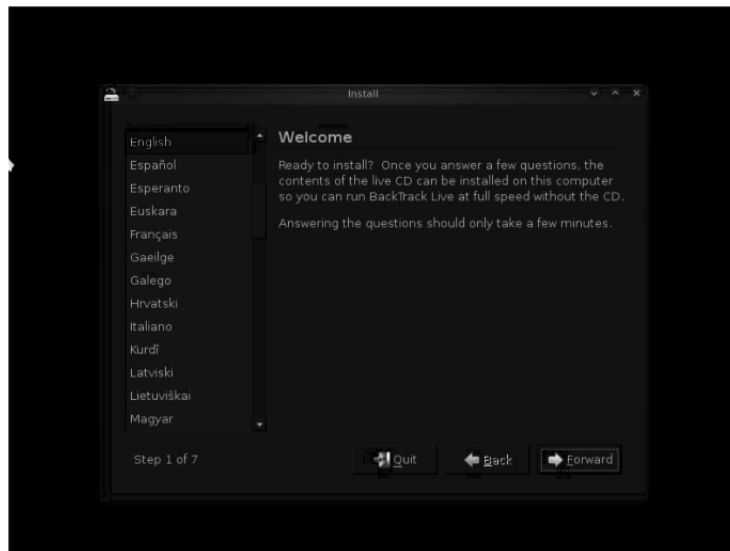 Install
English
Español
Esperanto
Euskara
Français
Gaeilge
Galego
Hrvatski
Italiano
Kurdî
Latviski
Lietuviškai
Magyar
Welcome
Ready to install? Once you answer a few questions, the
contents of the live CD can be installed on this computer
so you can run BackTrack Live at full speed without the CD.
Answering the questions should only take a few minutes.
Step 1 of 7
Quit
Back
Forward